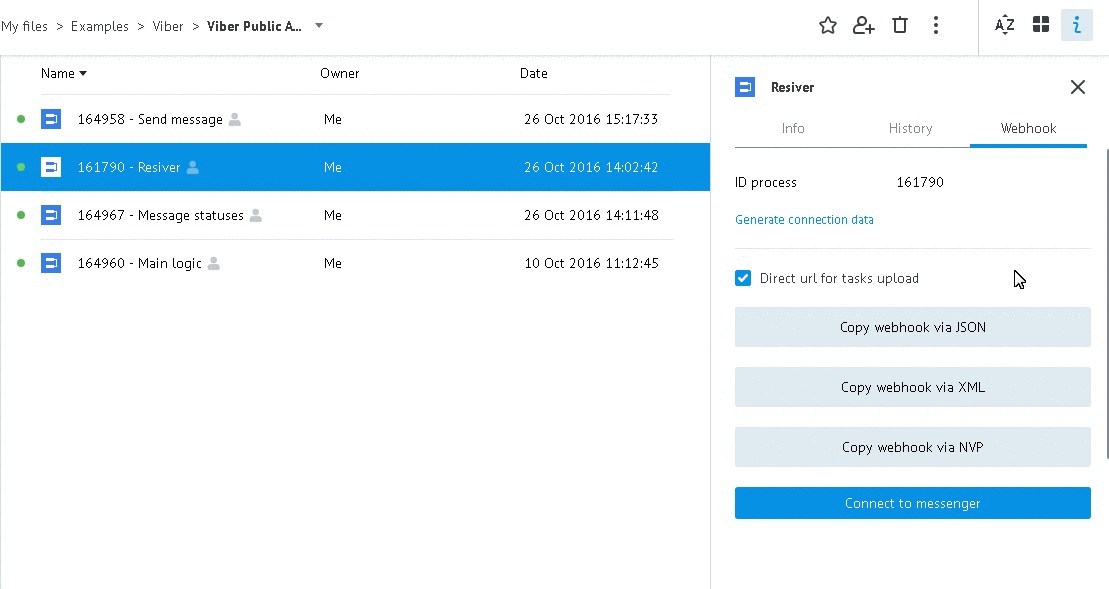 My files > Examples > Viber > Viber Public A...
AZ
Name Owner Date
164958 - Send message Me 26 Oct 2016 15:17:33
161790 - Resiver Me 26 Oct 2016 14:02:42
164967 - Message statuses Me 26 Oct 2016 14:11:48
164960 - Main logic Me 10 Oct 2016 11:12:45
Resiver
Info History Webhook
ID process 161790
Generate connection data
Direct url for tasks upload
Copy webhook via JSON
Copy webhook via XML
Copy webhook via NVP
Connect to messenger